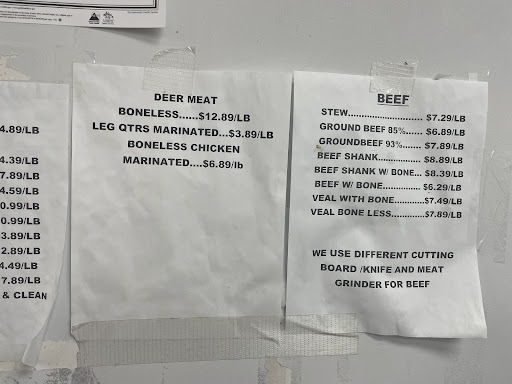 4.89/LB
4.39/LB
7.89/LB
4.59/LB
0.99/LB
0.99/LB
3.89/LB
2.89/LB
4.49/LB
7.89/LB
& CLEAN
DEER MEAT
BONELESS......$12.89/LB
LEG QTRS MARINATED...$3.89/LB
BONELESS CHICKEN
MARINATED....$6.89/lb
BEEF
STEW........................ $7.29/LB
GROUND BEEF 85%...... $6.89/LB
GROUNDBEEF 93%....... $7.89/LB
BEEF SHANK.............. $8.89/LB
BEEF SHANK W/ BONE... $8.39/LB
BEEF W/ BONE............... $6.29/LB
VEAL WITH BONE..........$7.49/LB
VEAL BONE LESS...........$7.89/LB
WE USE DIFFERENT CUTTING
BOARD /KNIFE AND MEAT
GRINDER FOR BEEF